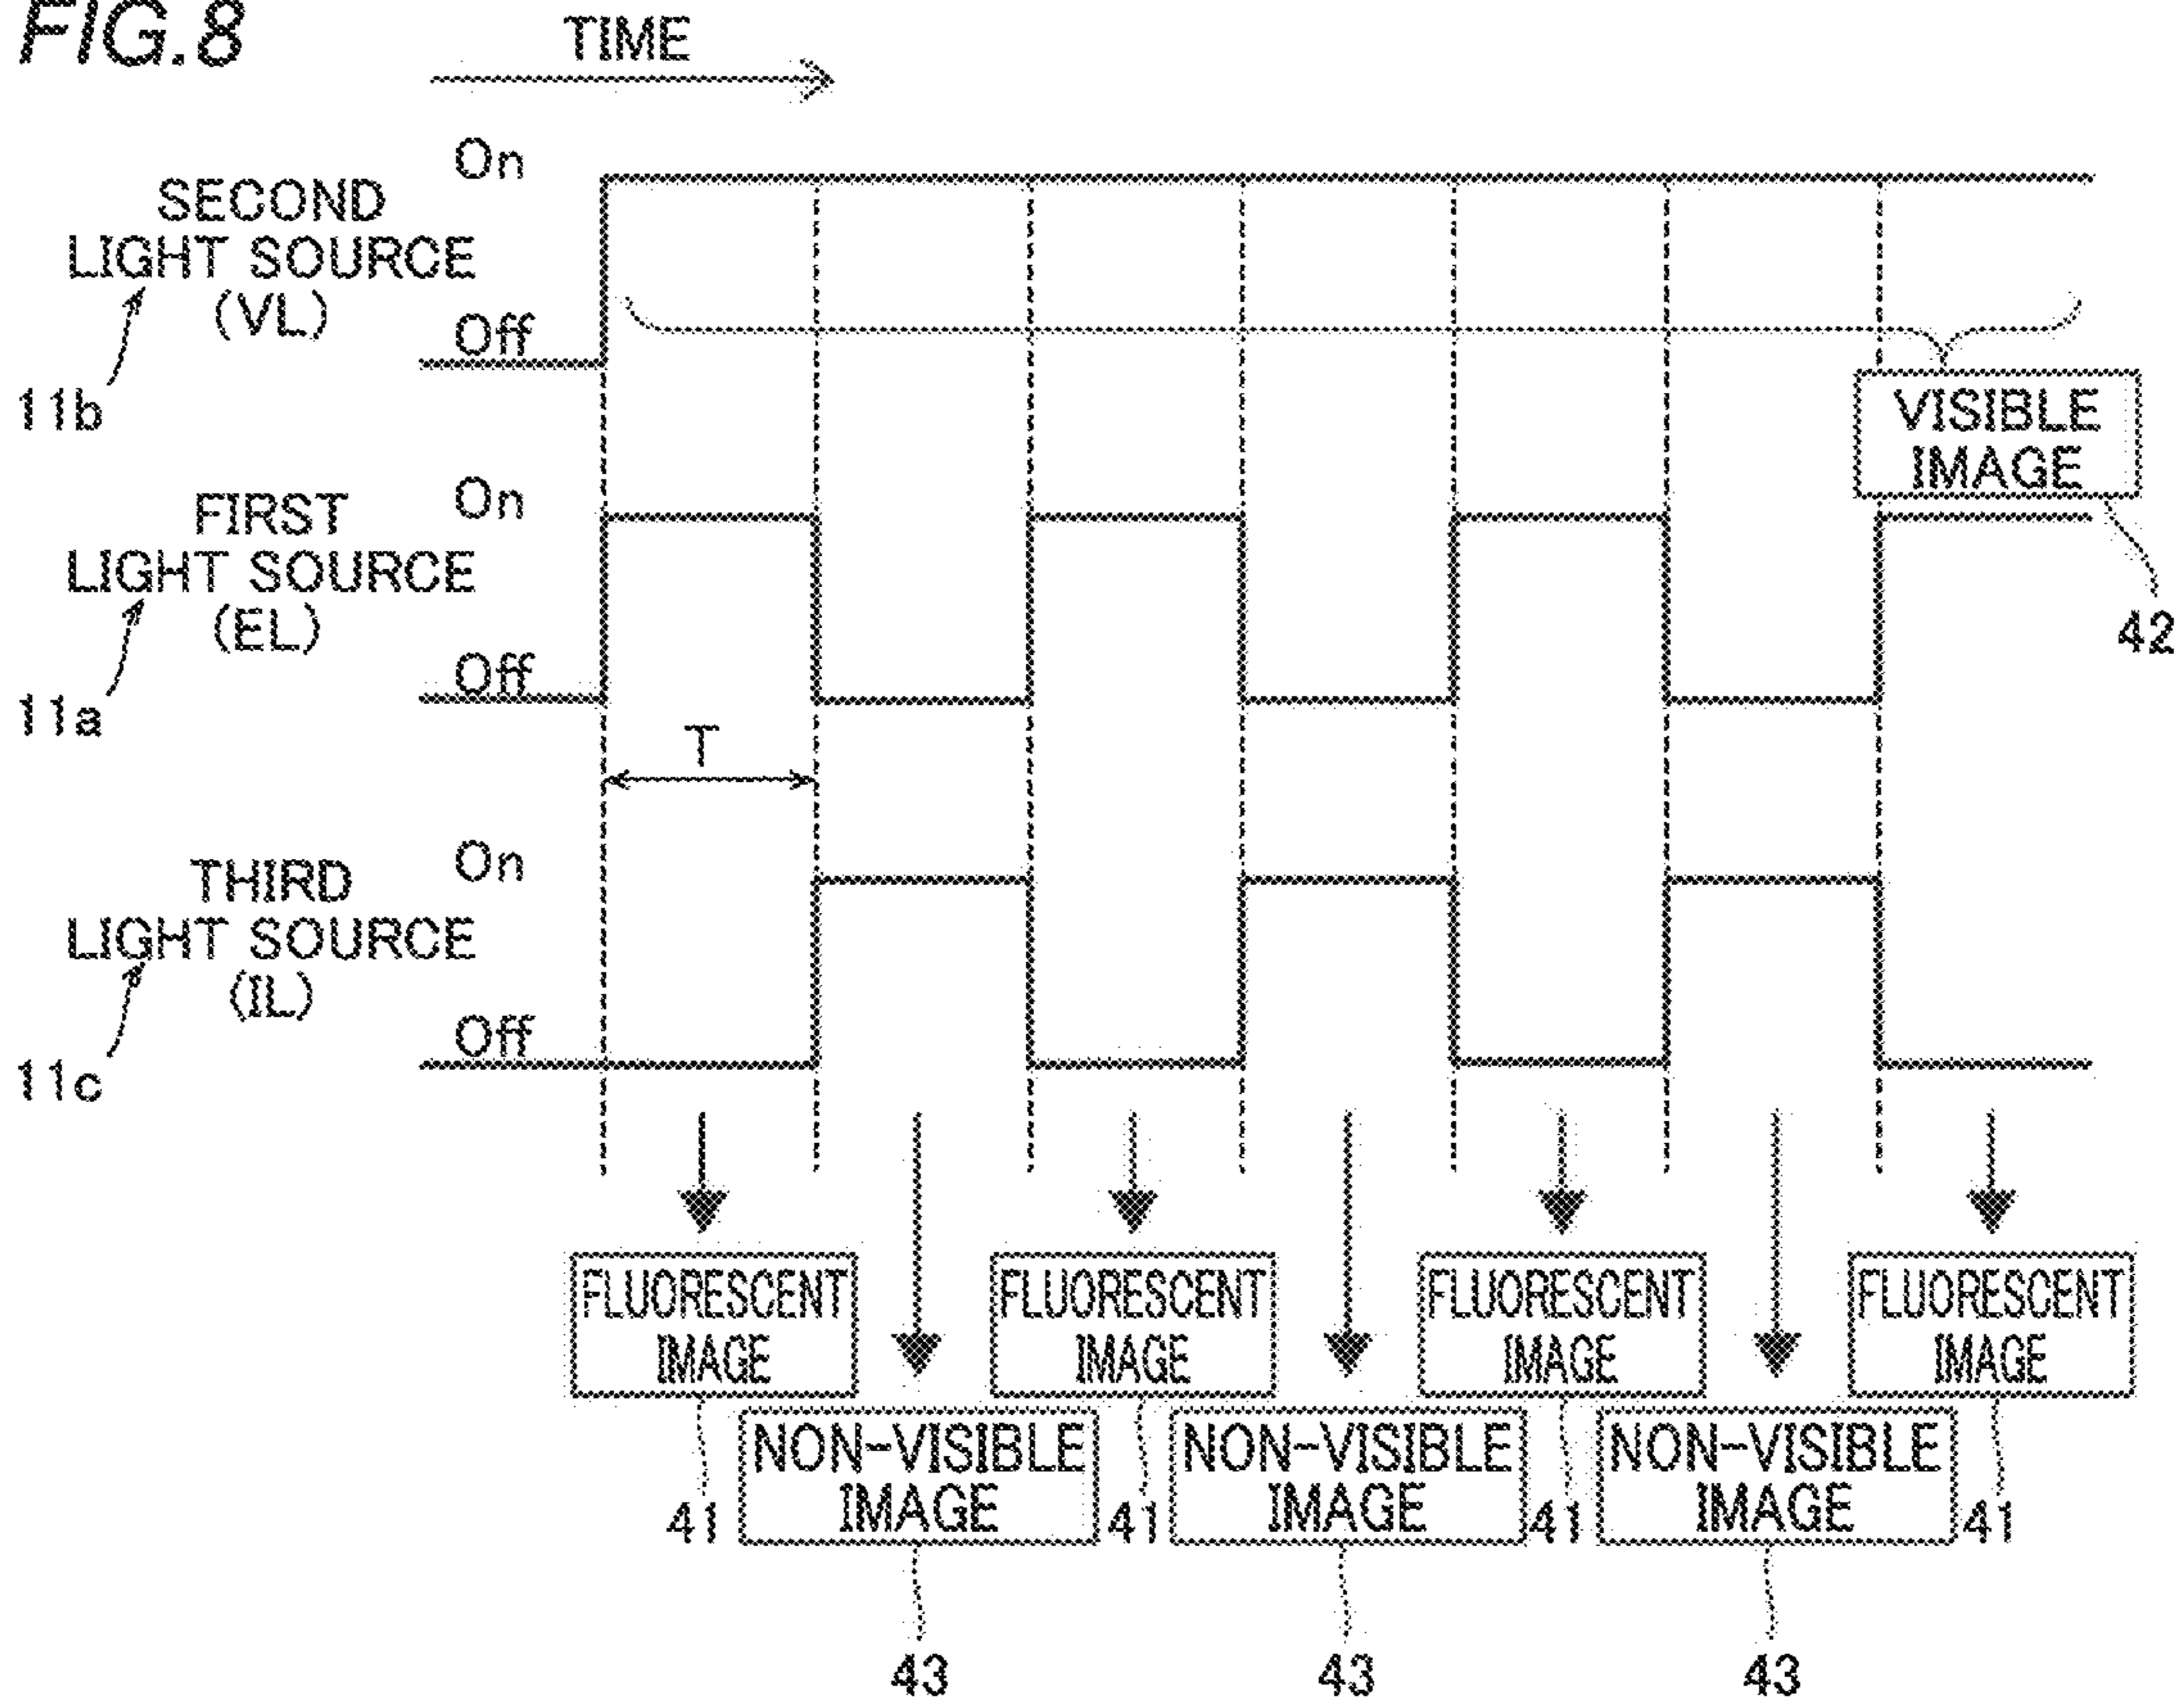 FIG.8
TIME
On
SECOND
LIGHT SOURCE
(VL)
Off
11b
VISIBLE
IMAGE
42
On
FIRST
LIGHT SOURCE
(EL)
Off
11a
T
On
THIRD
LIGHT SOURCE
(IL)
Off
11c
FLUORESCENT
IMAGE
FLUORESCENT
IMAGE
FLUORESCENT
IMAGE
FLUORESCENT
IMAGE
41
41
41
41
NON-VISIBLE
IMAGE
NON-VISIBLE
IMAGE
NON-VISIBLE
IMAGE
43
43
43